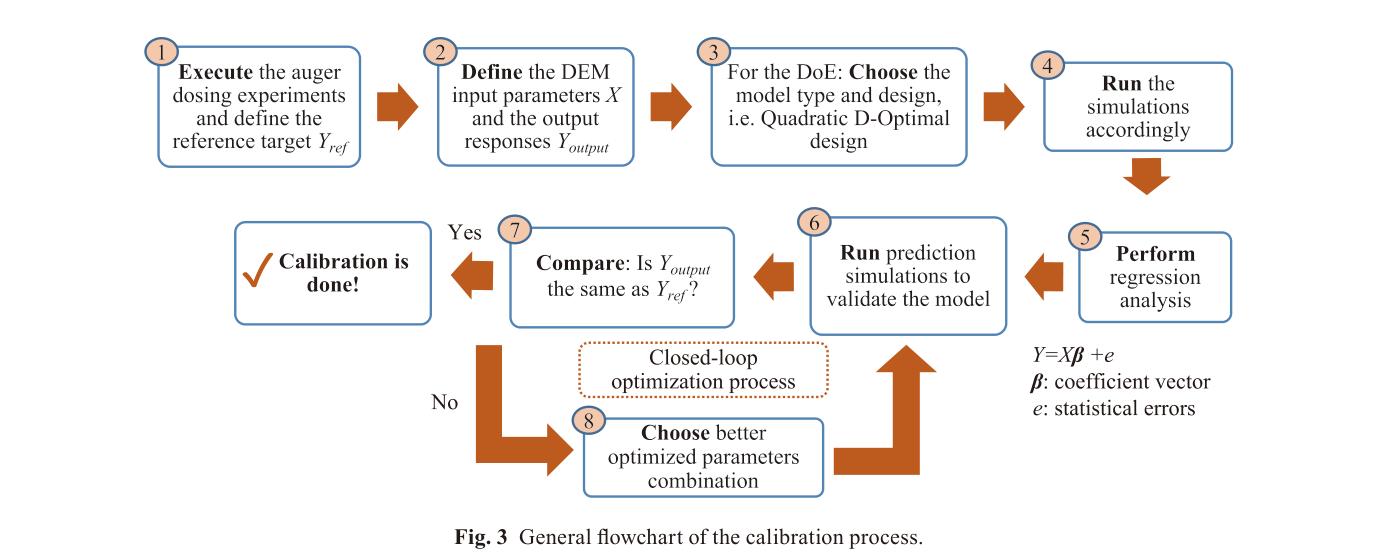 1
Execute the auger
dosing experiments
and define the
reference target Yref
2
Define the DEM
input parameters X
and the output
responses Youtput
3
For the DoE: Choose the
model type and design,
i.e. Quadratic D-Optimal
design
4
Run the
simulations
accordingly
5
Perform
regression
analysis
Y=Xβ +e
β: coefficient vector
e: statistical errors
6
Run prediction
simulations to
validate the model
7
Compare: Is Youtput
the same as Yref?
Yes
✓ Calibration is
done!
No
Closed-loop
optimization process
8
Choose better
optimized parameters
combination
Fig. 3 General flowchart of the calibration process.